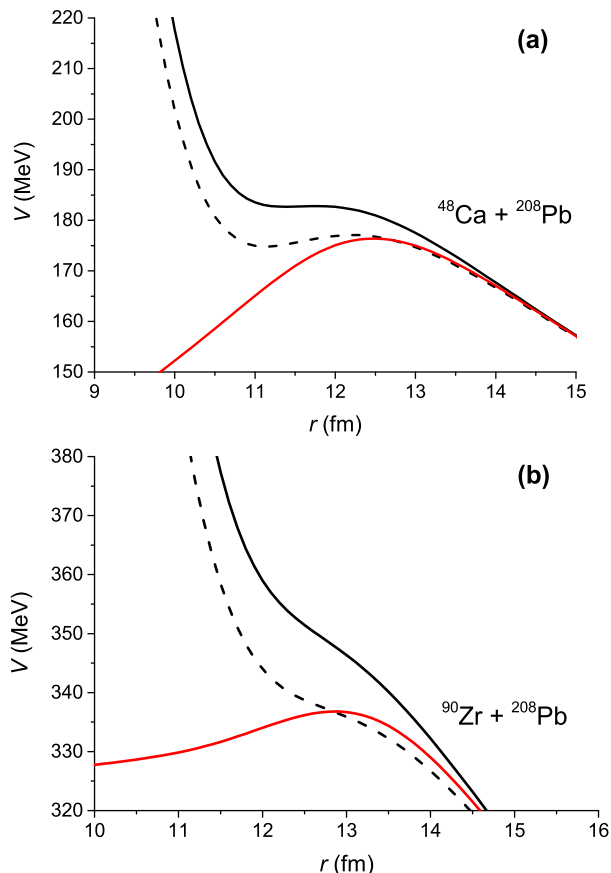 (a)
220
210
200
190
180
170
160
150
V (MeV)
⁴⁸Ca + ²⁰⁸Pb
9 10 11 12 13 14 15
r (fm)
(b)
380
370
360
350
340
330
320
V (MeV)
⁹⁰Zr + ²⁰⁸Pb
10 11 12 13 14 15 16
r (fm)